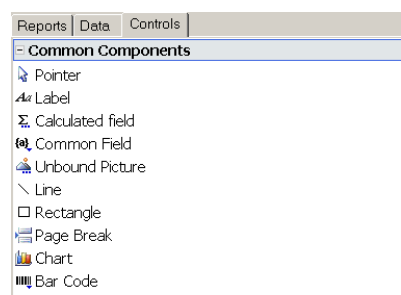 Reports Data Controls
Common Components
Pointer
Aa Label
Σ Calculated field
{a} Common Field
Unbound Picture
Line
Rectangle
Page Break
Chart
Bar Code